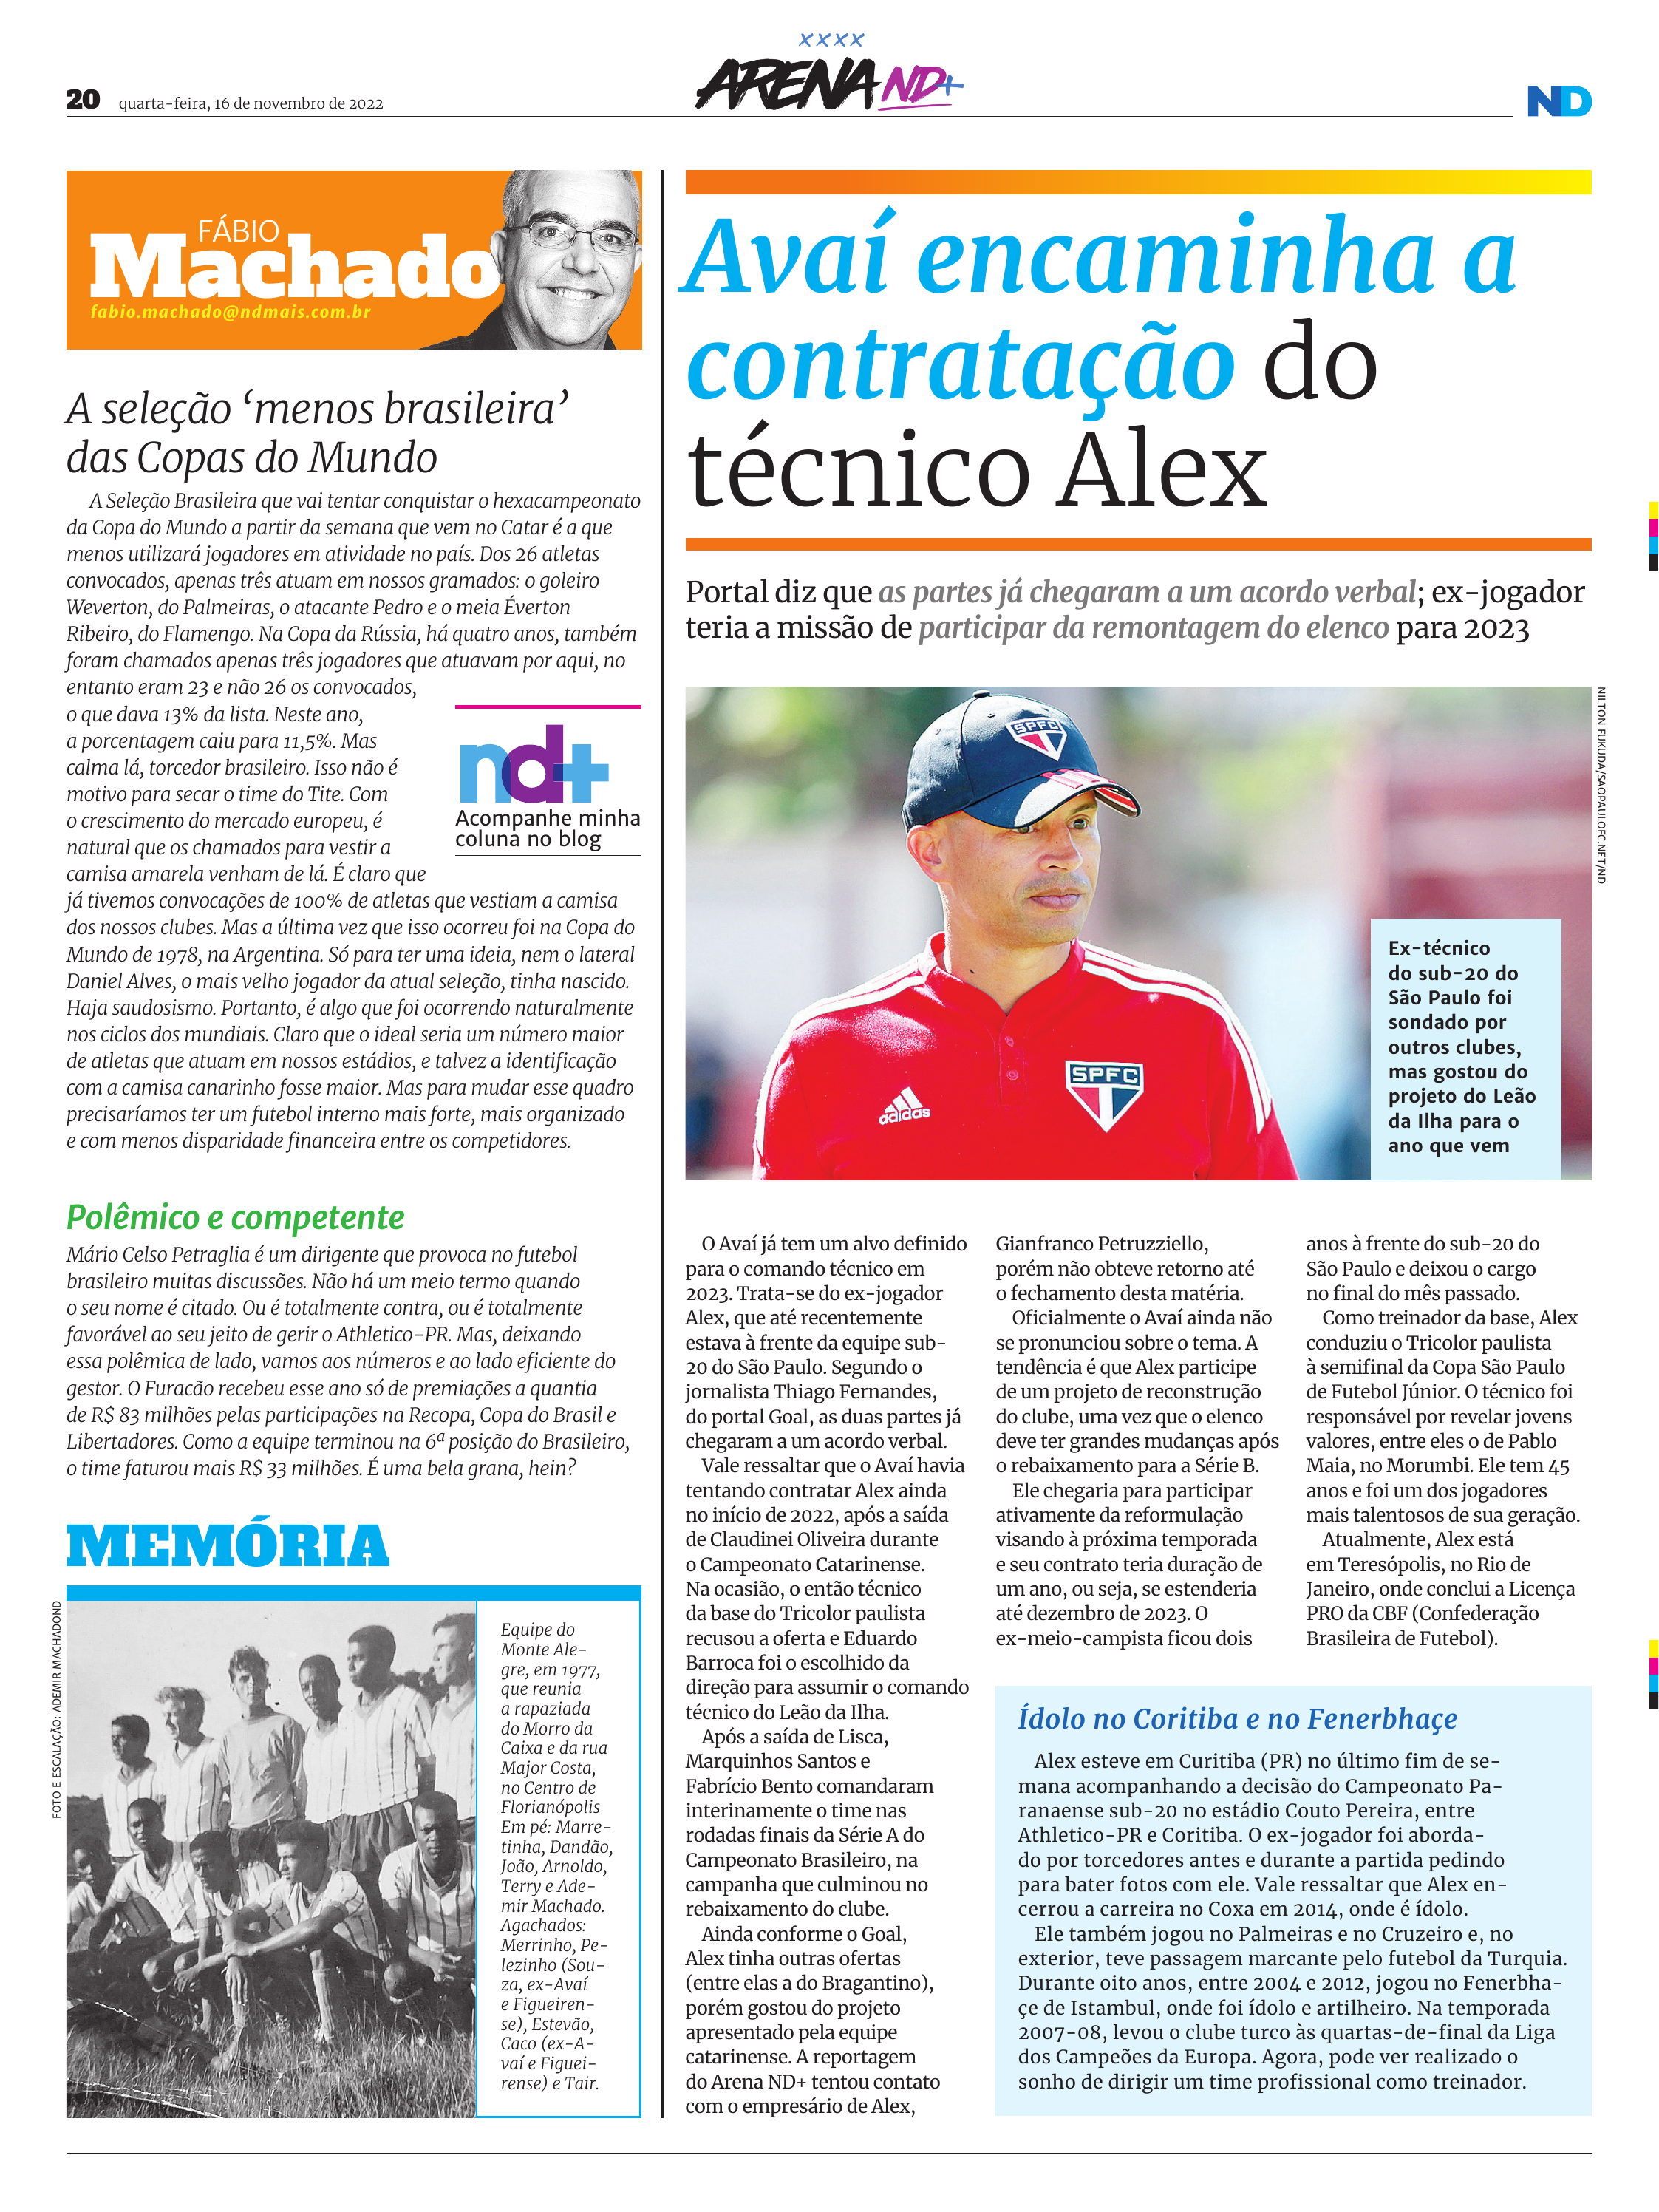 20 quarta-feira, 16 de novembro de 2022
XXXX
ARENA ND+
ND
FÁBIO
Machado
fabio.machado@ndmais.com.br
A seleção ‘menos brasileira’
das Copas do Mundo
A Seleção Brasileira que vai tentar conquistar o hexacampeonato
da Copa do Mundo a partir da semana que vem no Catar é a que
menos utilizará jogadores em atividade no país. Dos 26 atletas
convocados, apenas três atuam em nossos gramados: o goleiro
Weverton, do Palmeiras, o atacante Pedro e o meia Éverton
Ribeiro, do Flamengo. Na Copa da Rússia, há quatro anos, também
foram chamados apenas três jogadores que atuavam por aqui, no
entanto eram 23 e não 26 os convocados,
o que dava 13% da lista. Neste ano,
a porcentagem caiu para 11,5%. Mas
calma lá, torcedor brasileiro. Isso não é
motivo para secar o time do Tite. Com
o crescimento do mercado europeu, é
natural que os chamados para vestir a
camisa amarela venham de lá. É claro que
já tivemos convocações de 100% de atletas que vestiam a camisa
dos nossos clubes. Mas a última vez que isso ocorreu foi na Copa do
Mundo de 1978, na Argentina. Só para ter uma ideia, nem o lateral
Daniel Alves, o mais velho jogador da atual seleção, tinha nascido.
Haja saudosismo. Portanto, é algo que foi ocorrendo naturalmente
nos ciclos dos mundiais. Claro que o ideal seria um número maior
de atletas que atuam em nossos estádios, e talvez a identificação
com a camisa canarinho fosse maior. Mas para mudar esse quadro
precisaríamos ter um futebol interno mais forte, mais organizado
e com menos disparidade financeira entre os competidores.
nd+
Acompanhe minha
coluna no blog
Polêmico e competente
Mário Celso Petraglia é um dirigente que provoca no futebol
brasileiro muitas discussões. Não há um meio termo quando
o seu nome é citado. Ou é totalmente contra, ou é totalmente
favorável ao seu jeito de gerir o Athletico-PR. Mas, deixando
essa polêmica de lado, vamos aos números e ao lado eficiente do
gestor. O Furacão recebeu esse ano só de premiações a quantia
de R$ 83 milhões pelas participações na Recopa, Copa do Brasil e
Libertadores. Como a equipe terminou na 6ª posição do Brasileiro,
o time faturou mais R$ 33 milhões. É uma bela grana, hein?
MEMÓRIA
FOTO E ESCALAÇÃO: ADEMIR MACHADOND
Equipe do
Monte Ale-
gre, em 1977,
que reunia
a rapaziada
do Morro da
Caixa e da rua
Major Costa,
no Centro de
Florianópolis
Em pé: Marre-
tinha, Dandão,
João, Arnoldo,
Terry e Ade-
mir Machado.
Agachados:
Merrinho, Pe-
lezinho (Sou-
za, ex-Avaí
e Figueiren-
se), Estevão,
Caco (ex-A-
vaí e Figuei-
rense) e Tair.
Avaí encaminha a
contratação do
técnico Alex
Portal diz que as partes já chegaram a um acordo verbal; ex-jogador
teria a missão de participar da remontagem do elenco para 2023
SPFC
SPFC
adidas
NILTON FUKUDA/SAOPAULOFC.NET/ND
Ex-técnico
do sub-20 do
São Paulo foi
sondado por
outros clubes,
mas gostou do
projeto do Leão
da Ilha para o
ano que vem
O Avaí já tem um alvo definido
para o comando técnico em
2023. Trata-se do ex-jogador
Alex, que até recentemente
estava à frente da equipe sub-
20 do São Paulo. Segundo o
jornalista Thiago Fernandes,
do portal Goal, as duas partes já
chegaram a um acordo verbal.
Vale ressaltar que o Avaí havia
tentando contratar Alex ainda
no início de 2022, após a saída
de Claudinei Oliveira durante
o Campeonato Catarinense.
Na ocasião, o então técnico
da base do Tricolor paulista
recusou a oferta e Eduardo
Barroca foi o escolhido da
direção para assumir o comando
técnico do Leão da Ilha.
Após a saída de Lisca,
Marquinhos Santos e
Fabrício Bento comandaram
interinamente o time nas
rodadas finais da Série A do
Campeonato Brasileiro, na
campanha que culminou no
rebaixamento do clube.
Ainda conforme o Goal,
Alex tinha outras ofertas
(entre elas a do Bragantino),
porém gostou do projeto
apresentado pela equipe
catarinense. A reportagem
do Arena ND+ tentou contato
com o empresário de Alex,
Gianfranco Petruzziello,
porém não obteve retorno até
o fechamento desta matéria.
Oficialmente o Avaí ainda não
se pronunciou sobre o tema. A
tendência é que Alex participe
de um projeto de reconstrução
do clube, uma vez que o elenco
deve ter grandes mudanças após
o rebaixamento para a Série B.
Ele chegaria para participar
ativamente da reformulação
visando à próxima temporada
e seu contrato teria duração de
um ano, ou seja, se estenderia
até dezembro de 2023. O
ex-meio-campista ficou dois
anos à frente do sub-20 do
São Paulo e deixou o cargo
no final do mês passado.
Como treinador da base, Alex
conduziu o Tricolor paulista
à semifinal da Copa São Paulo
de Futebol Júnior. O técnico foi
responsável por revelar jovens
valores, entre eles o de Pablo
Maia, no Morumbi. Ele tem 45
anos e foi um dos jogadores
mais talentosos de sua geração.
Atualmente, Alex está
em Teresópolis, no Rio de
Janeiro, onde conclui a Licença
PRO da CBF (Confederação
Brasileira de Futebol).
Ídolo no Coritiba e no Fenerbhaçe
Alex esteve em Curitiba (PR) no último fim de se-
mana acompanhando a decisão do Campeonato Pa-
ranaense sub-20 no estádio Couto Pereira, entre
Athletico-PR e Coritiba. O ex-jogador foi aborda-
do por torcedores antes e durante a partida pedindo
para bater fotos com ele. Vale ressaltar que Alex en-
cerrou a carreira no Coxa em 2014, onde é ídolo.
Ele também jogou no Palmeiras e no Cruzeiro e, no
exterior, teve passagem marcante pelo futebol da Turquia.
Durante oito anos, entre 2004 e 2012, jogou no Fenerbha-
çe de Istambul, onde foi ídolo e artilheiro. Na temporada
2007-08, levou o clube turco às quartas-de-final da Liga
dos Campeões da Europa. Agora, pode ver realizado o
sonho de dirigir um time profissional como treinador.